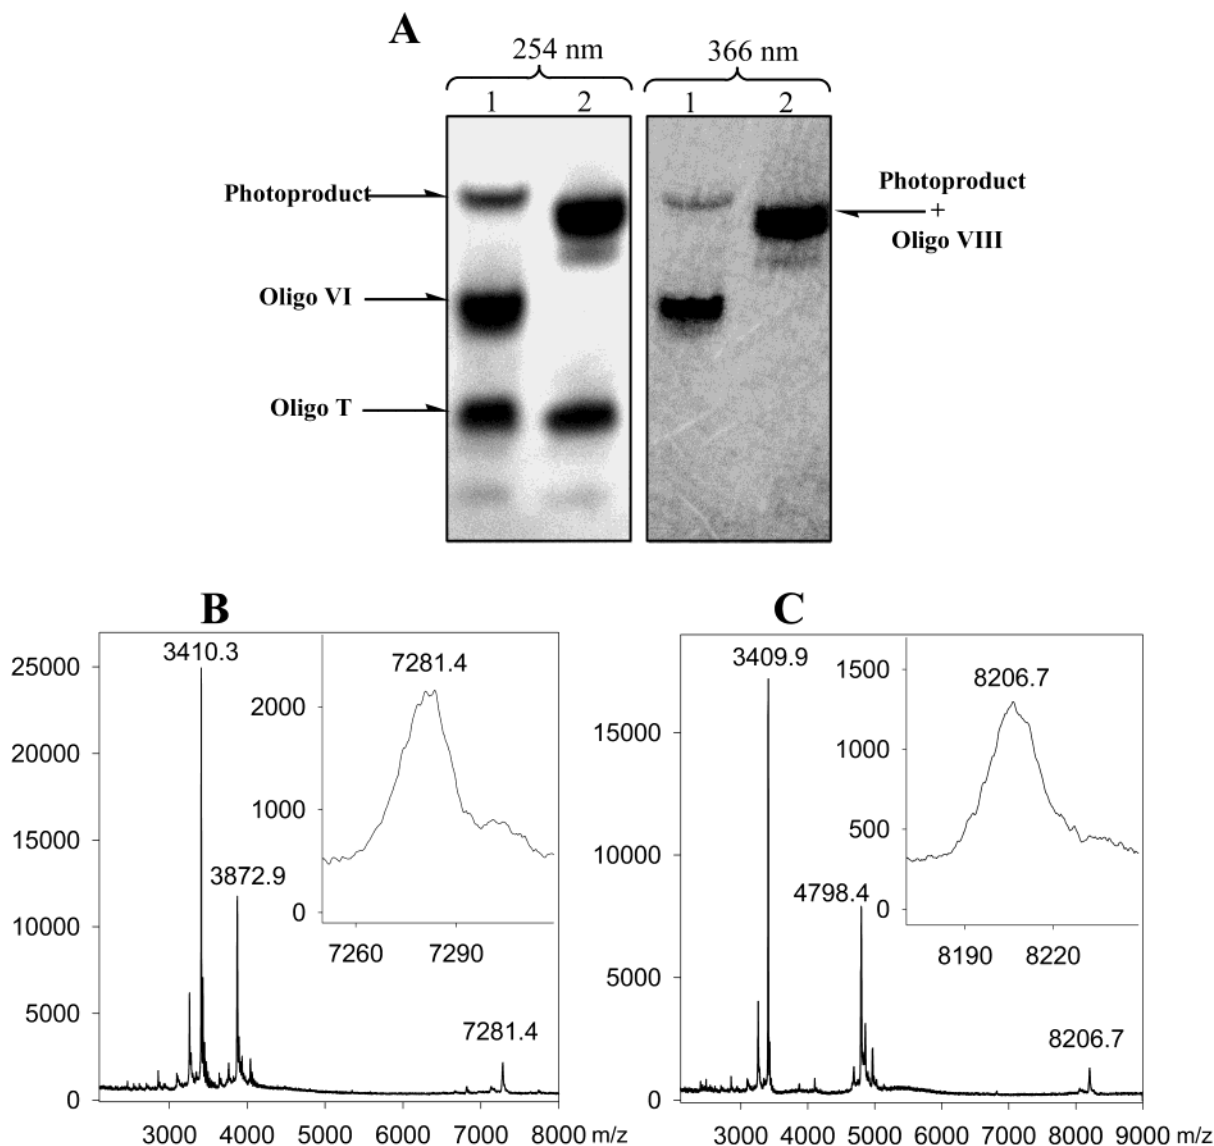 A
254 nm
366 nm
1 2 1 2
Photoproduct
Photoproduct
+
Oligo VIII
Oligo VI
Oligo T
B
25000
20000
15000
10000
5000
0
3410.3
3872.9
7281.4
3000 4000 5000 6000 7000 8000 m/z
7281.4
2000
1000
0
7260 7290
C
15000
10000
5000
0
3409.9
4798.4
8206.7
3000 4000 5000 6000 7000 8000 9000 m/z
8206.7
1500
1000
500
0
8190 8220